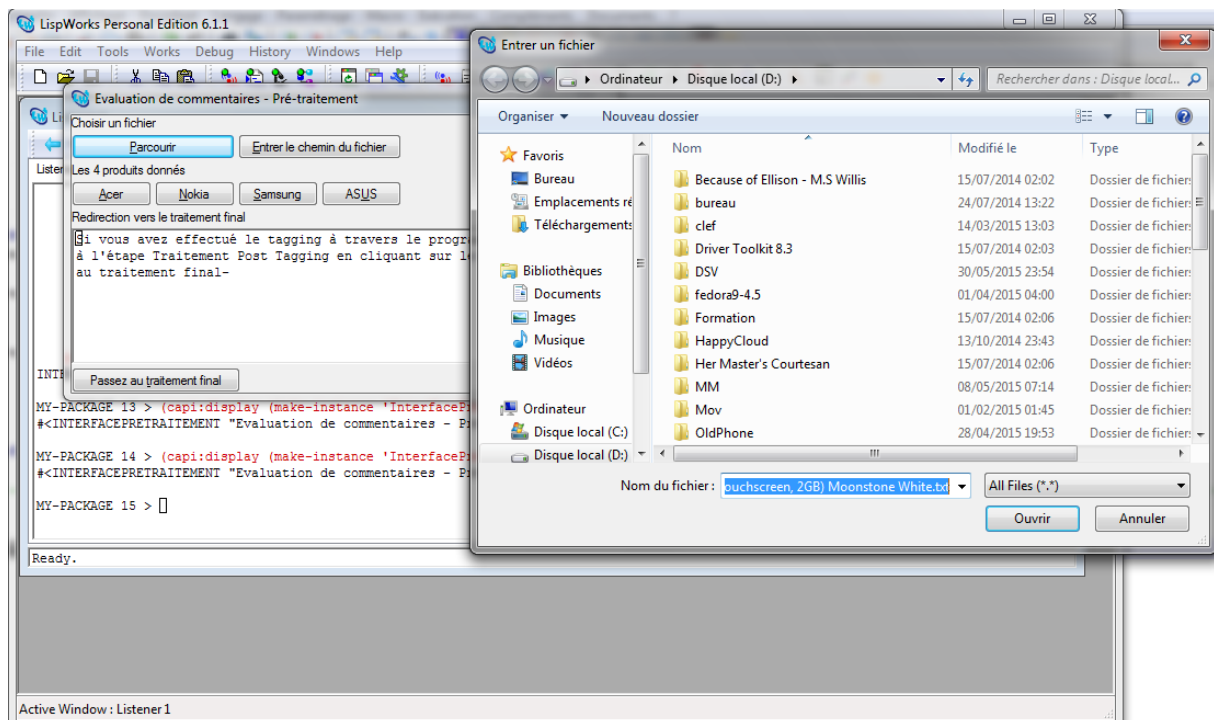 LispWorks Personal Edition 6.1.1
File Edit Tools Works Debug History Windows Help
Evaluation de commentaires - Pré-traitement
Choisir un fichier
Parcourir Entrer le chemin du fichier
Les 4 produits donnés
Acer Nokia Samsung ASUS
Redirection vers le traitement final
Si vous avez effectué le tagging à travers le progr
à l'étape Traitement Post Tagging en cliquant sur l
au traitement final-
Passez au traitement final
Lister
INTE
MY-PACKAGE 13 > (capi:display (make-instance 'InterfaceP
#<INTERFACEPRETRAITEMENT "Evaluation de commentaires - P
MY-PACKAGE 14 > (capi:display (make-instance 'InterfaceP
#<INTERFACEPRETRAITEMENT "Evaluation de commentaires - P
MY-PACKAGE 15 >
Ready.
Active Window : Listener 1
Entrer un fichier
Ordinateur Disque local (D:)
Rechercher dans : Disque local...
Organiser Nouveau dossier
Favoris
Bureau
Emplacements ré
Téléchargements
Bibliothèques
Documents
Images
Musique
Vidéos
Ordinateur
Disque local (C:)
Disque local (D:)
Nom Modifié le Type
Because of Ellison - M.S Willis 15/07/2014 02:02 Dossier de fichiers
bureau 24/07/2014 13:22 Dossier de fichiers
clef 14/03/2015 13:03 Dossier de fichiers
Driver Toolkit 8.3 15/07/2014 02:03 Dossier de fichiers
DSV 30/05/2015 23:54 Dossier de fichiers
fedora9-4.5 01/04/2015 04:00 Dossier de fichiers
Formation 15/07/2014 02:06 Dossier de fichiers
HappyCloud 13/10/2014 23:43 Dossier de fichiers
Her Master's Courtesan 15/07/2014 02:06 Dossier de fichiers
MM 08/05/2015 07:14 Dossier de fichiers
Mov 01/02/2015 01:45 Dossier de fichiers
OldPhone 28/04/2015 19:53 Dossier de fichiers
Nom du fichier : ouchscreen, 2GB) Moonstone White.txt All Files (*.*)
Ouvrir Annuler